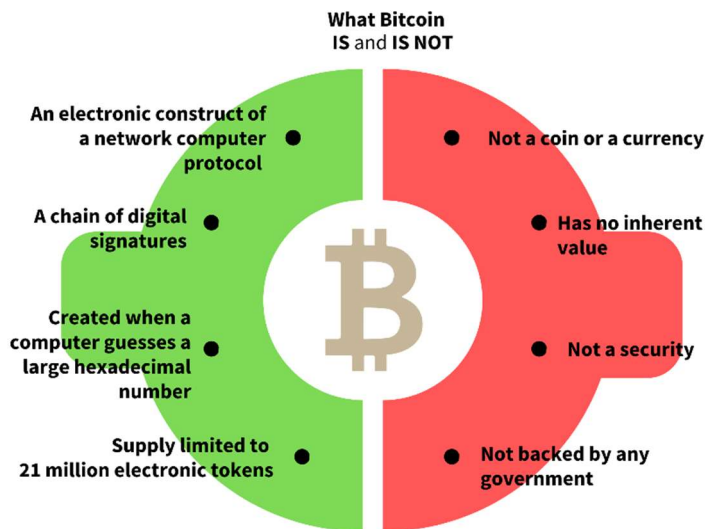 What Bitcoin
IS and IS NOT
An electronic construct of
a network computer
protocol
A chain of digital
signatures
Created when a
computer guesses a
large hexadecimal
number
Supply limited to
21 million electronic tokens
Not a coin or a currency
Has no inherent
value
Not a security
Not backed by any
government